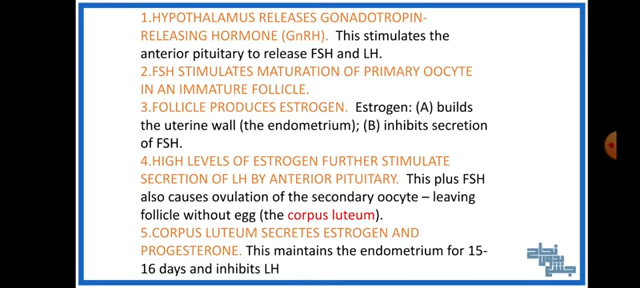 1.HYPOTHALAMUS RELEASES GONADOTROPIN-
RELEASING HORMONE (GnRH). This stimulates the
anterior pituitary to release FSH and LH.
2.FSH STIMULATES MATURATION OF PRIMARY OOCYTE
IN AN IMMATURE FOLLICLE.
3.FOLLICLE PRODUCES ESTROGEN. Estrogen: (A) builds
the uterine wall (the endometrium); (B) inhibits secretion
of FSH.
4.HIGH LEVELS OF ESTROGEN FURTHER STIMULATE
SECRETION OF LH BY ANTERIOR PITUITARY. This plus FSH
also causes ovulation of the secondary oocyte – leaving
follicle without egg (the corpus luteum).
5.CORPUS LUTEUM SECRETES ESTROGEN AND
PROGESTERONE. This maintains the endometrium for 15-
16 days and inhibits LH